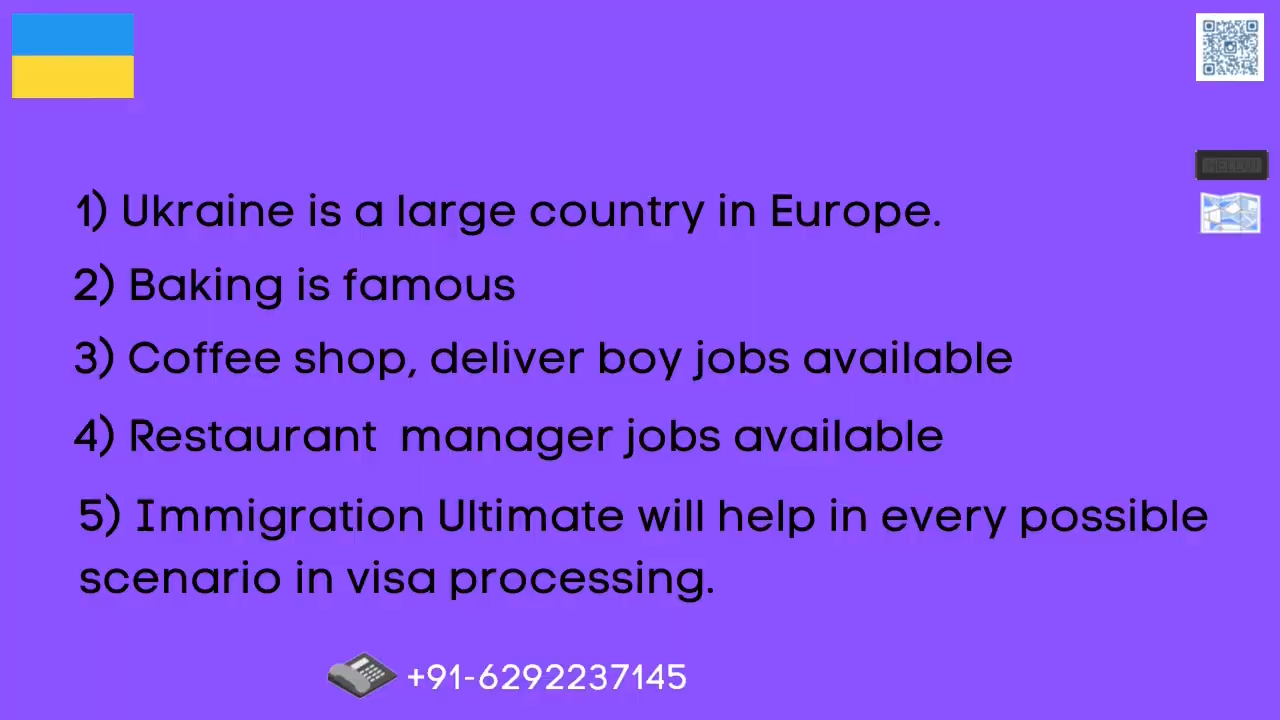 1) Ukraine is a large country in Europe.
2) Baking is famous
3) Coffee shop, deliver boy jobs available
4) Restaurant manager jobs available
5) Immigration Ultimate will help in every possible
scenario in visa processing.
+91-6292237145